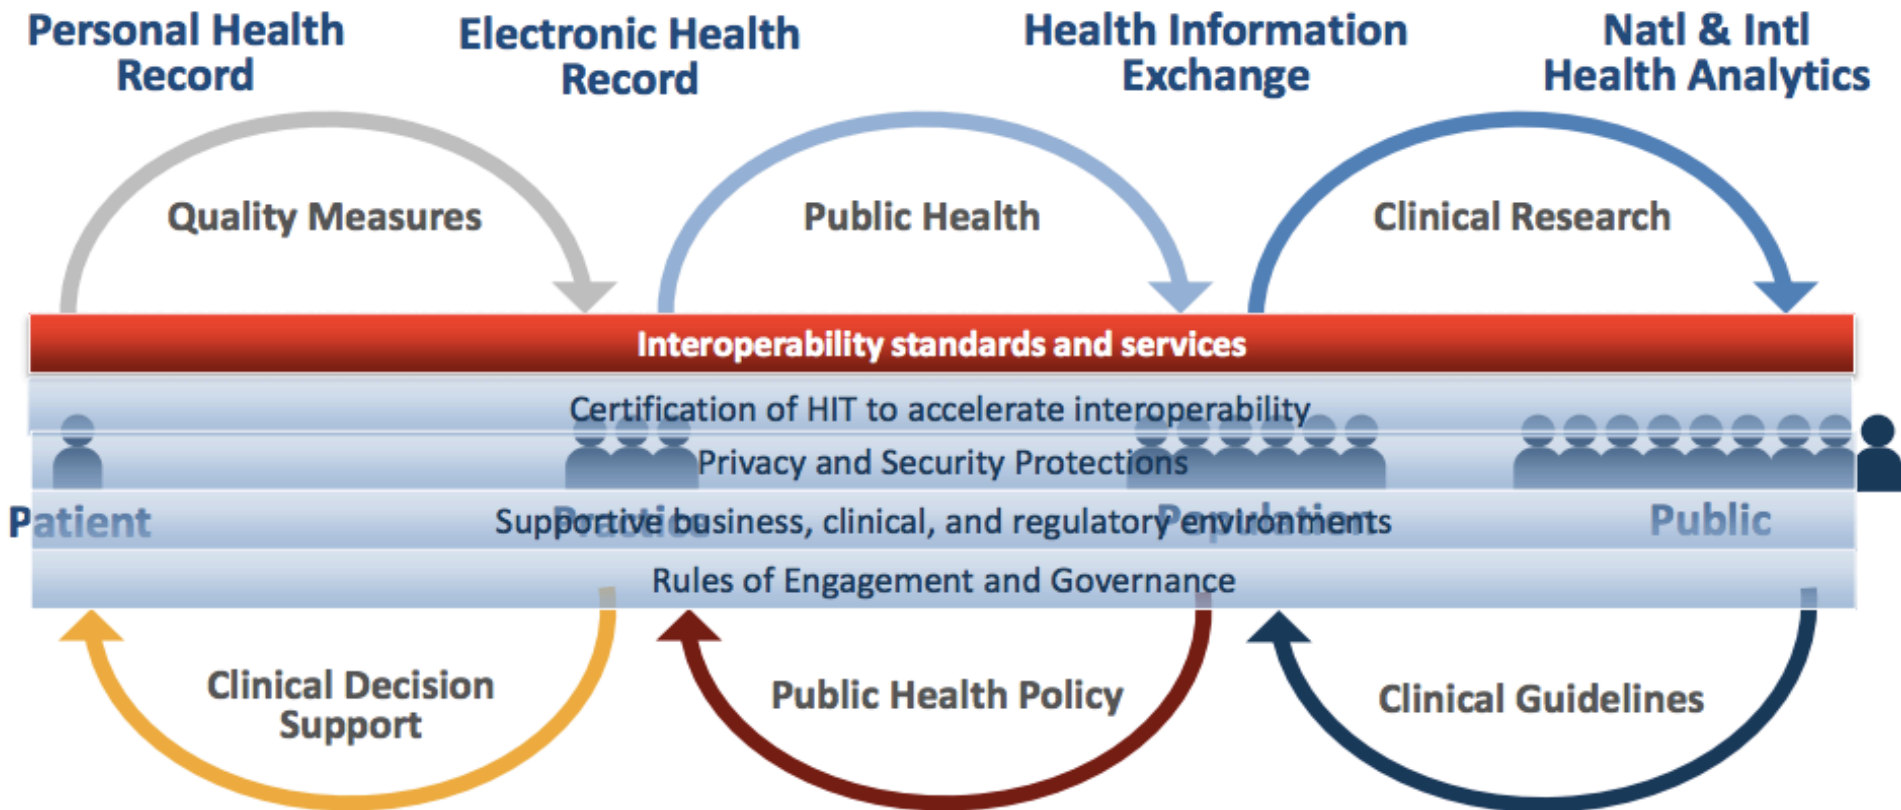 Personal Health
Record
Electronic Health
Record
Health Information
Exchange
Natl & Intl
Health Analytics
Quality Measures
Public Health
Clinical Research
Interoperability standards and services
Certification of HIT to accelerate interoperability
Privacy and Security Protections
Patient
Practice
Supportive business, clinical, and regulatory environments
Population
Public
Rules of Engagement and Governance
Clinical Decision
Support
Public Health Policy
Clinical Guidelines